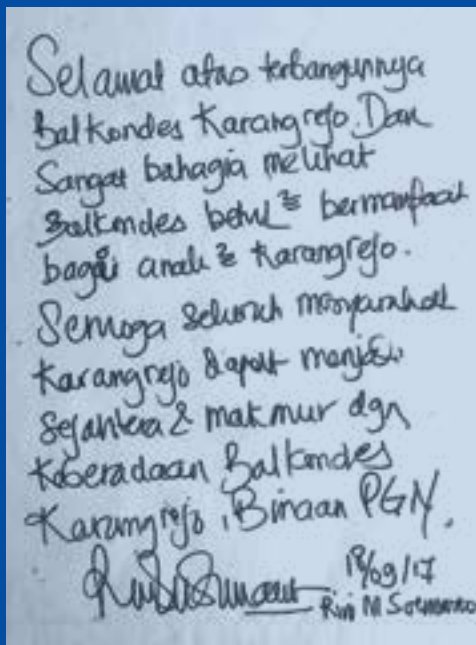 Selamat atas terbangunnya
Balkondes Karangrejo. Dan
Sangat bahagia melihat
Balkondes betul² bermanfaat
bagi anak² Karangrejo.
Semoga seluruh masyarakat
Karangrejo dapat menjadi
Sejahtera & makmur dgn
Keberadaan Balkondes
Karangrejo, Binaan PGN.
18/09/17
Rini M Soemarno